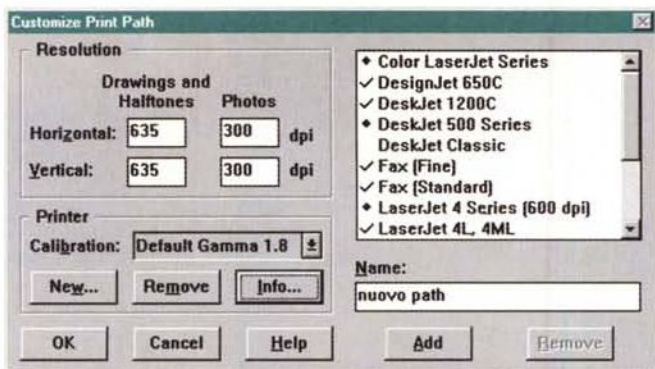 Customize Print Path
Resolution
Drawings and
Halftones
Photos
Horizontal: 635 300 dpi
Vertical: 635 300 dpi
Printer
Calibration: Default Gamma 1.8
New... Remove Info...
OK Cancel Help
Color LaserJet Series
DesignJet 650C
DeskJet 1200C
DeskJet 500 Series
DeskJet Classic
Fax (Fine)
Fax (Standard)
LaserJet 4 Series (600 dpi)
LaserJet 4L, 4ML
Name:
nuovo path
Add Remove